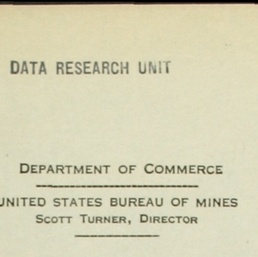 DATA RESEARCH UNIT
DEPARTMENT OF COMMERCE
UNITED STATES BUREAU OF MINES
SCOTT TURNER, DIRECTOR